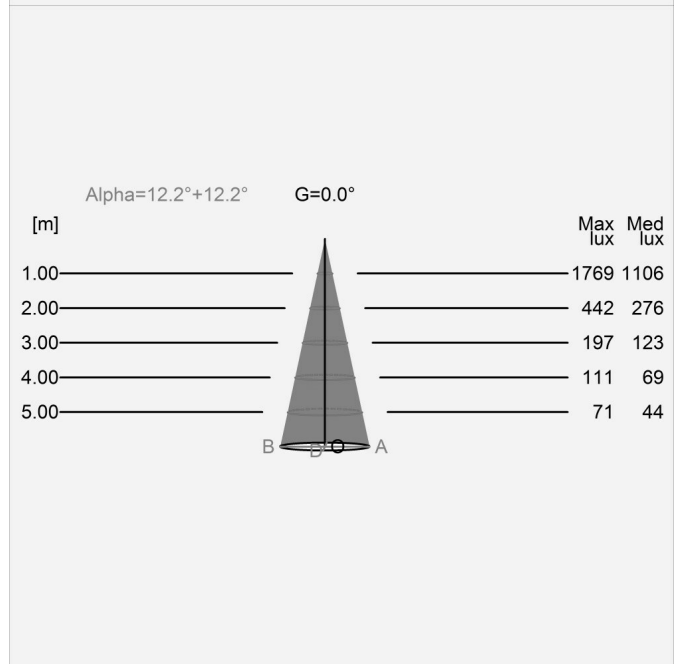 Alpha=12.2°+12.2° G=0.0°
[m] Max Med
lux lux
1.00 1769 1106
2.00 442 276
3.00 197 123
4.00 111 69
5.00 71 44
B D O A